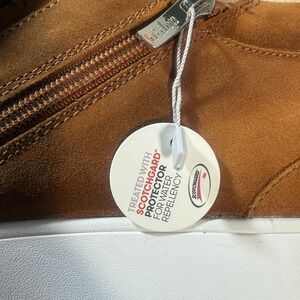 TREATED WITH
SCOTCHGARD™
PROTECTOR
FOR WATER
REPELLENCY
SCOTCHGARD